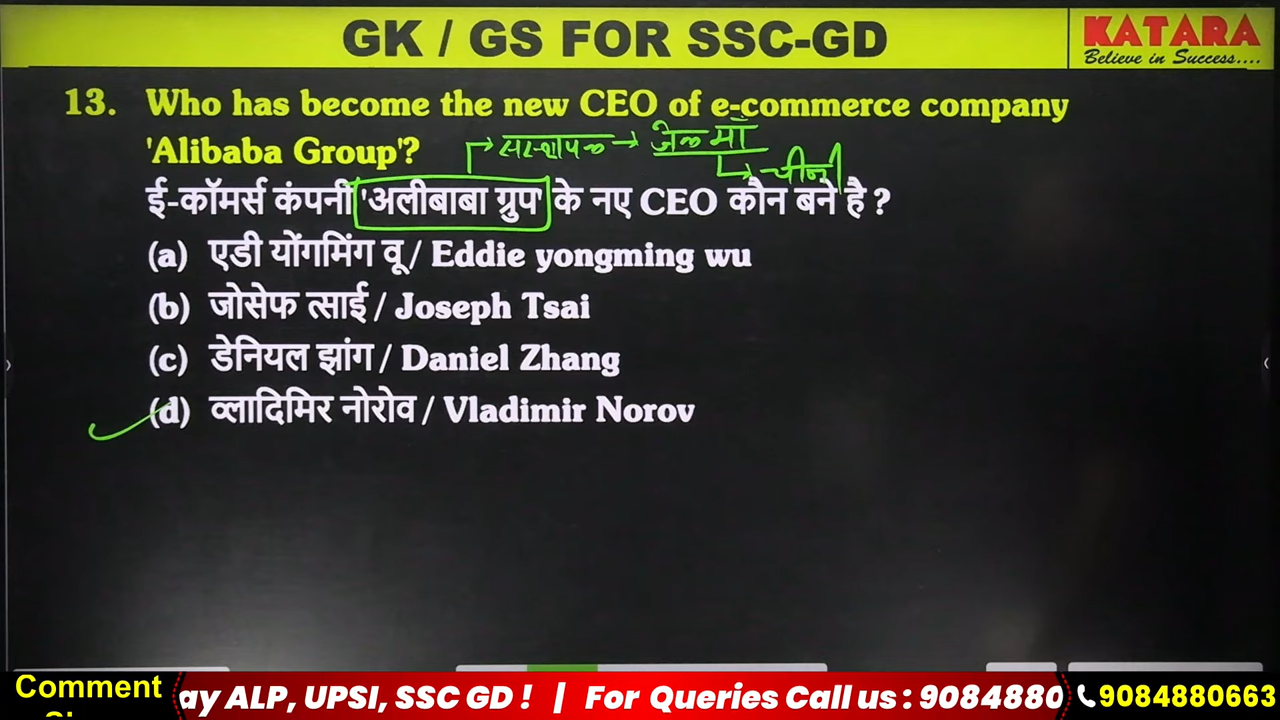 GK / GS FOR SSC-GD
KATARA
Believe in Success....
13. Who has become the new CEO of e-commerce company
'Alibaba Group'?
संस्थापक → जैक माँ
चीनी
ई-कॉमर्स कंपनी 'अलीबाबा ग्रुप' के नए CEO कौन बने है ?
(a) एडी योंगमिंग वू / Eddie yongming wu
(b) जोसेफ त्साई / Joseph Tsai
(c) डेनियल झांग / Daniel Zhang
(d) व्लादिमिर नोरोव / Vladimir Norov
Comment
ay ALP, UPSI, SSC GD ! | For Queries Call us : 9084880
9084880663